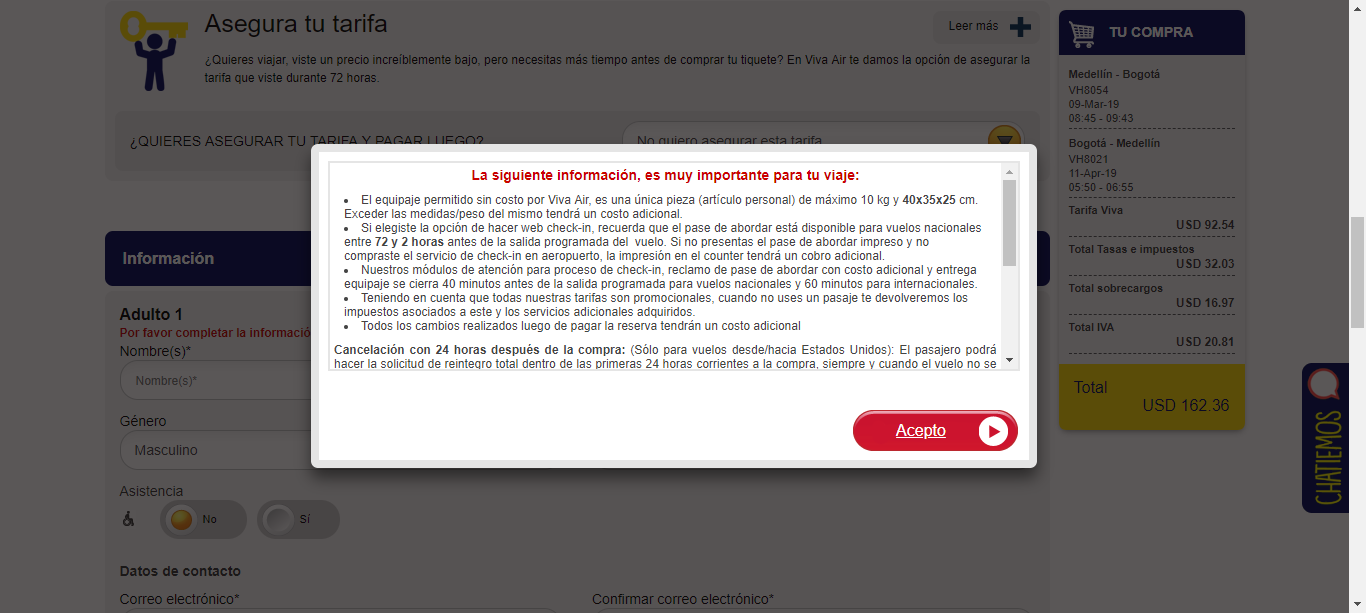 Asegura tu tarifa
Leer más
¿Quieres viajar, viste un precio increíblemente bajo, pero necesitas más tiempo antes de comprar tu tiquete? En Viva Air te damos la opción de asegurar la
tarifa que viste durante 72 horas.
¿QUIERES ASEGURAR TU TARIFA Y PAGAR LUEGO?
No quiero asegurar esta tarifa
La siguiente información, es muy importante para tu viaje:
• El equipaje permitido sin costo por Viva Air, es una única pieza (artículo personal) de máximo 10 kg y 40x35x25 cm.
Exceder las medidas/peso del mismo tendrá un costo adicional.
• Si elegiste la opción de hacer web check-in, recuerda que el pase de abordar está disponible para vuelos nacionales
entre 72 y 2 horas antes de la salida programada del vuelo. Si no presentas el pase de abordar impreso y no
compraste el servicio de check-in en aeropuerto, la impresión en el counter tendrá un cobro adicional.
• Nuestros módulos de atención para proceso de check-in, reclamo de pase de abordar con costo adicional y entrega
equipaje se cierra 40 minutos antes de la salida programada para vuelos nacionales y 60 minutos para internacionales.
• Teniendo en cuenta que todas nuestras tarifas son promocionales, cuando no uses un pasaje te devolveremos los
impuestos asociados a este y los servicios adicionales adquiridos.
• Todos los cambios realizados luego de pagar la reserva tendrán un costo adicional
Cancelación con 24 horas después de la compra: (Sólo para vuelos desde/hacia Estados Unidos): El pasajero podrá
hacer la solicitud de reintegro total dentro de las primeras 24 horas corrientes a la compra, siempre y cuando el vuelo no se
Acepto
Información
Adulto 1
Por favor completar la informació
Nombre(s)*
Nombre(s)*
Género
Masculino
Asistencia
No
Sí
Datos de contacto
Correo electrónico*
Confirmar correo electrónico*
TU COMPRA
Medellín - Bogotá
VH8054
09-Mar-19
08:45 - 09:43
Bogotá - Medellín
VH8021
11-Apr-19
05:50 - 06:55
Tarifa Viva
USD 92.54
Total Tasas e impuestos
USD 32.03
Total sobrecargos
USD 16.97
Total IVA
USD 20.81
Total
USD 162.36
CHATIEMOS